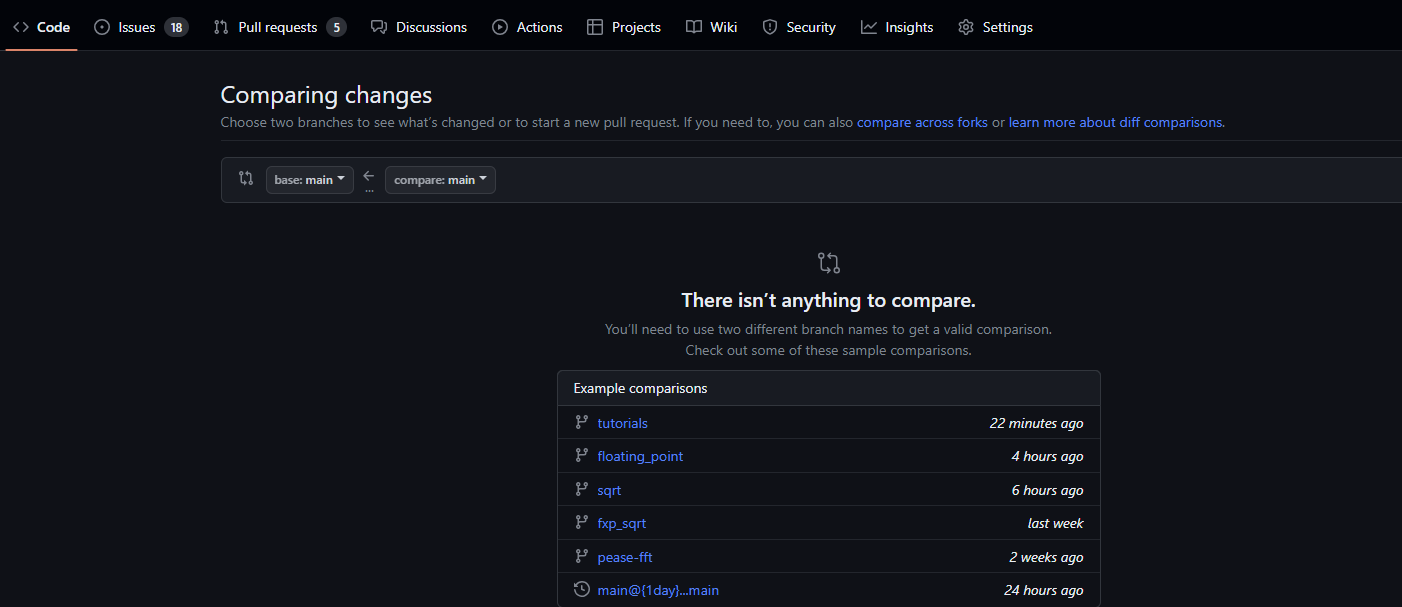 Code Issues 18 Pull requests 5 Discussions Actions Projects Wiki Security Insights Settings
Comparing changes
Choose two branches to see what's changed or to start a new pull request. If you need to, you can also compare across forks or learn more about diff comparisons.
base: main ← compare: main
...
There isn't anything to compare.
You'll need to use two different branch names to get a valid comparison.
Check out some of these sample comparisons.
Example comparisons
tutorials 22 minutes ago
floating_point 4 hours ago
sqrt 6 hours ago
fxp_sqrt last week
pease-fft 2 weeks ago
main@{1day}...main 24 hours ago